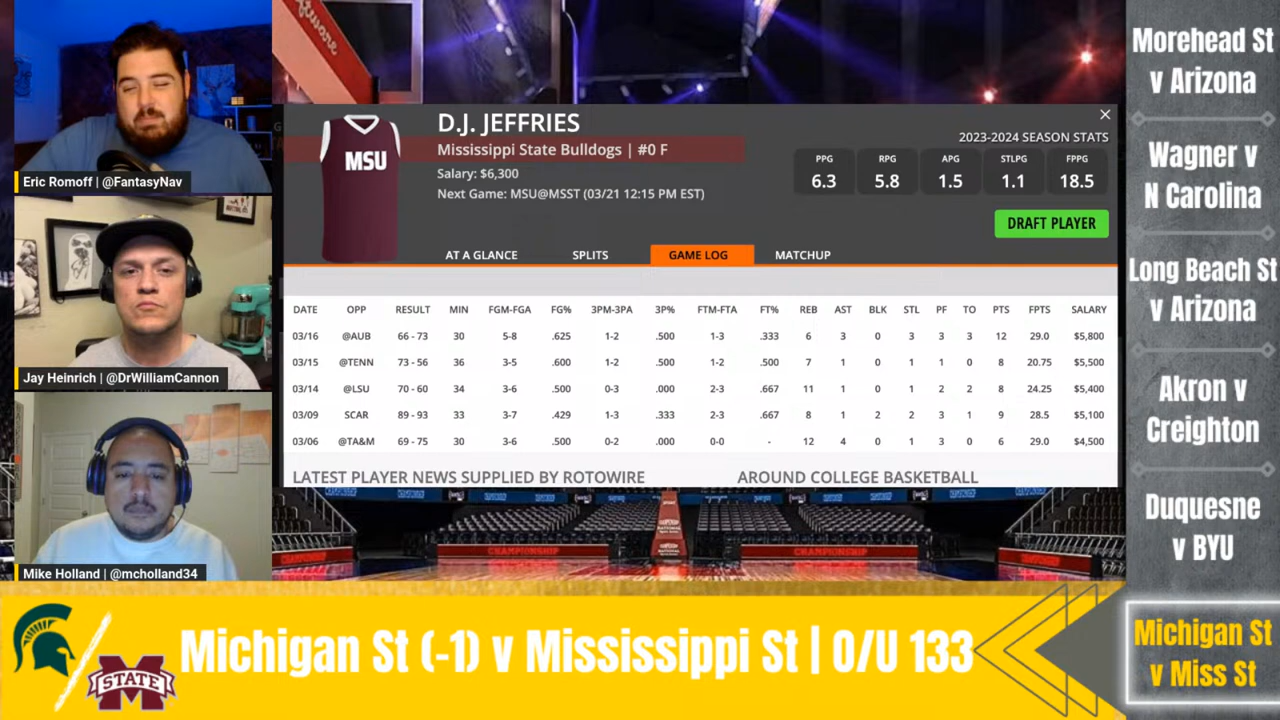 Eric Romoff | @FantasyNav
Jay Heinrich | @DrWilliamCannon
Mike Holland | @mcholland34
MSU
D.J. JEFFRIES
Mississippi State Bulldogs | #0 F
Salary: $6,300
Next Game: MSU@MSST (03/21 12:15 PM EST)
2023-2024 SEASON STATS
PPG RPG APG STLPG FPPG
6.3 5.8 1.5 1.1 18.5
DRAFT PLAYER
AT A GLANCE SPLITS GAME LOG MATCHUP
DATE OPP RESULT MIN FGM-FGA FG% 3PM-3PA 3P% FTM-FTA FT% REB AST BLK STL PF TO PTS FPTS SALARY
03/16 @AUB 66 - 73 30 5-8 .625 1-2 .500 1-3 .333 6 3 0 3 3 3 12 29.0 $5,800
03/15 @TENN 73 - 56 36 3-5 .600 1-2 .500 1-2 .500 7 1 0 1 1 0 8 20.75 $5,500
03/14 @LSU 70 - 60 34 3-6 .500 0-3 .000 2-3 .667 11 1 0 1 2 2 8 24.25 $5,400
03/09 SCAR 89 - 93 33 3-7 .429 1-3 .333 2-3 .667 8 1 2 2 3 1 9 28.5 $5,100
03/06 @TA&M 69 - 75 30 3-6 .500 0-2 .000 0-0 - 12 4 0 1 3 0 6 29.0 $4,500
LATEST PLAYER NEWS SUPPLIED BY ROTOWIRE AROUND COLLEGE BASKETBALL
CHAMPIONSHIP
CHAMPIONSHIP
STATE
Michigan St (-1) v Mississippi St | O/U 133
Morehead St
v Arizona
Wagner v
N Carolina
Long Beach St
v Arizona
Akron v
Creighton
Duquesne
v BYU
Michigan St
v Miss St